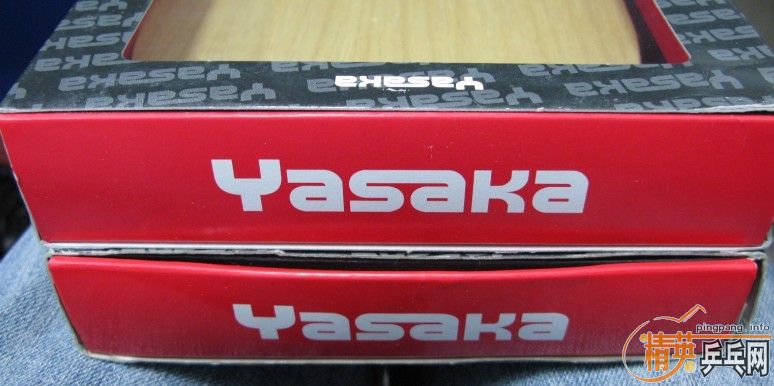 Yasaka
Yasaka
Yasaka
pingpang.info
精英乒乓网